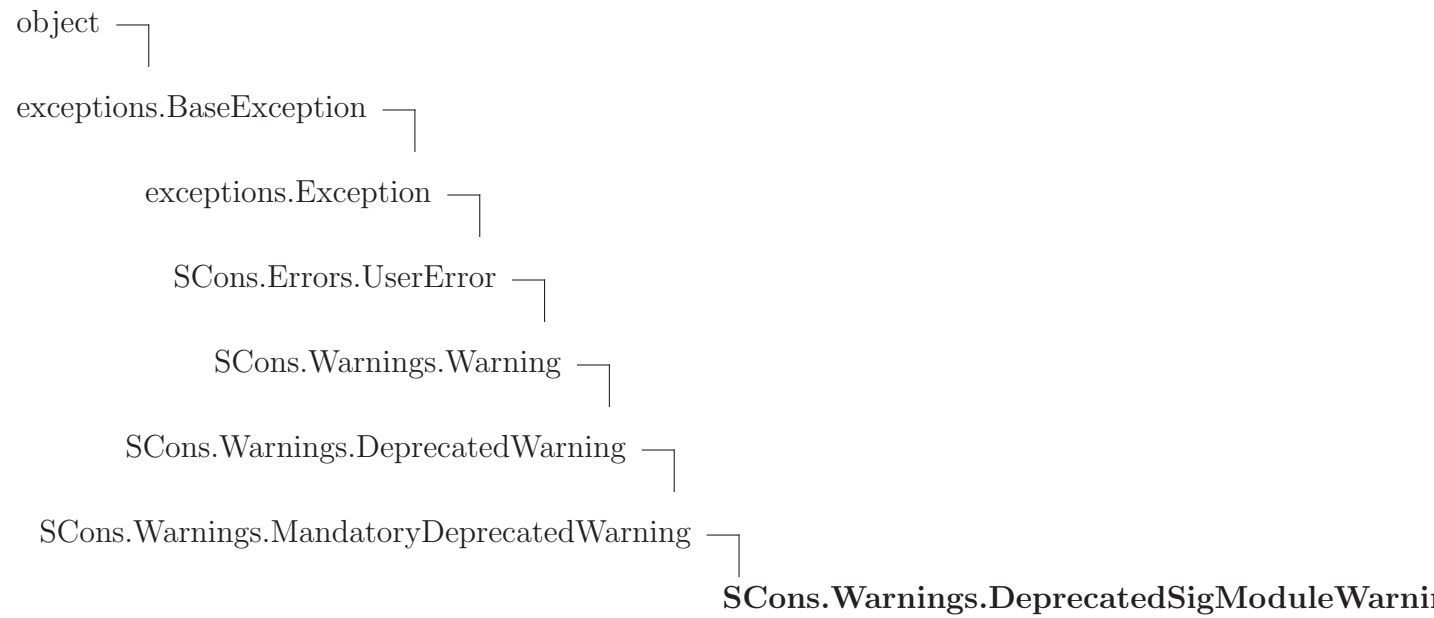 object
exceptions.BaseException
exceptions.Exception
SCons.Errors.UserError
SCons.Warnings.Warning
SCons.Warnings.DeprecatedWarning
SCons.Warnings.MandatoryDeprecatedWarning
SCons.Warnings.DeprecatedSigModuleWarni